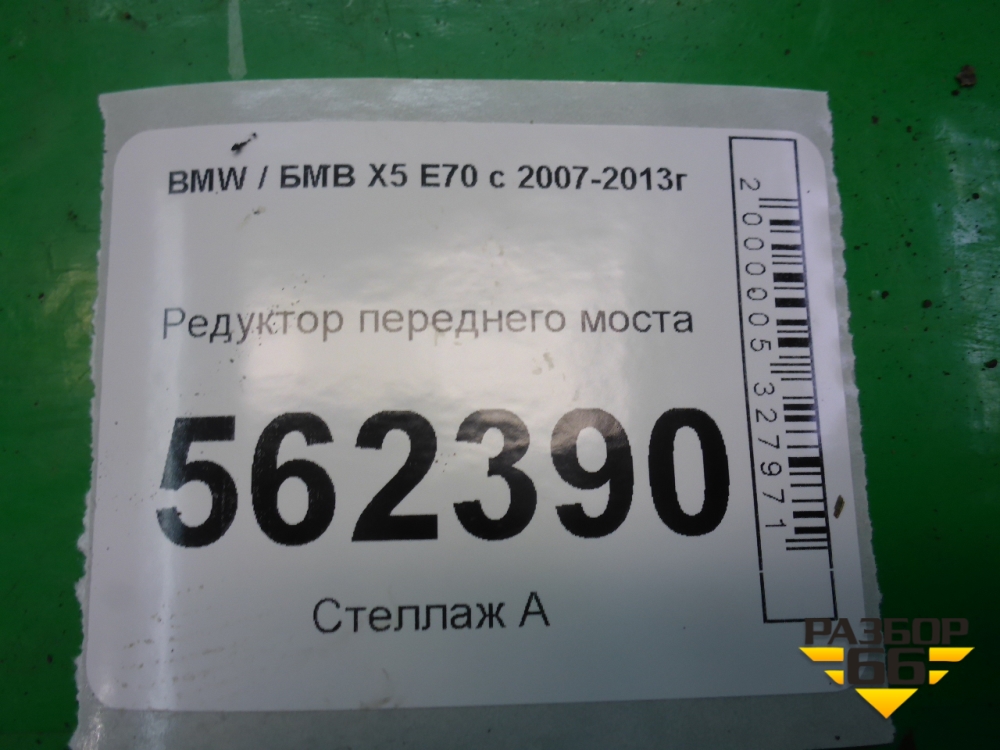 BMW / БМВ X5 E70 с 2007-2013г
Редуктор переднего моста
562390
Стеллаж А
2000005327971
РАЗБОР
66